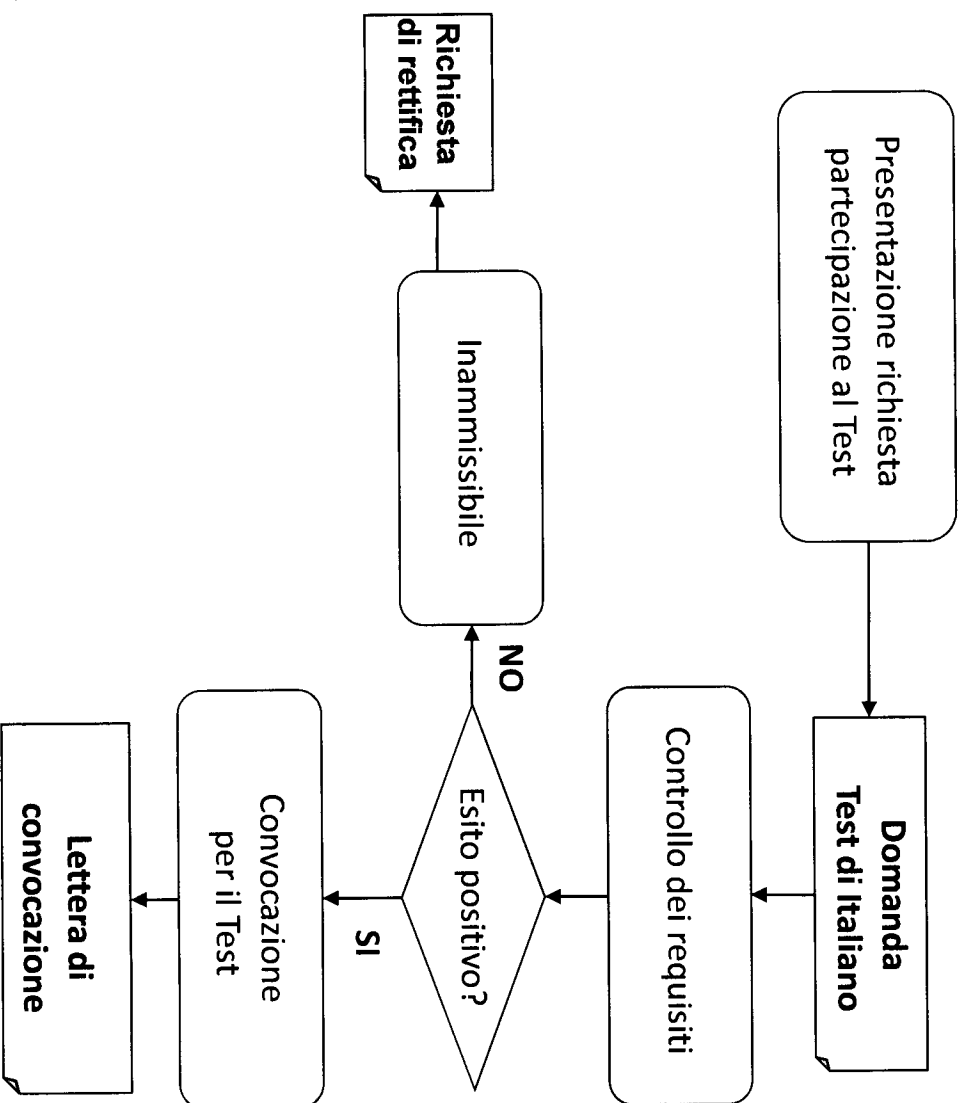 Presentazione richiesta
partecipazione al Test
Domanda
Test di Italiano
Controllo dei requisiti
Esito positivo?
NO
Inammissibile
Richiesta
di rettifica
SI
Convocazione
per il Test
Lettera di
convocazione